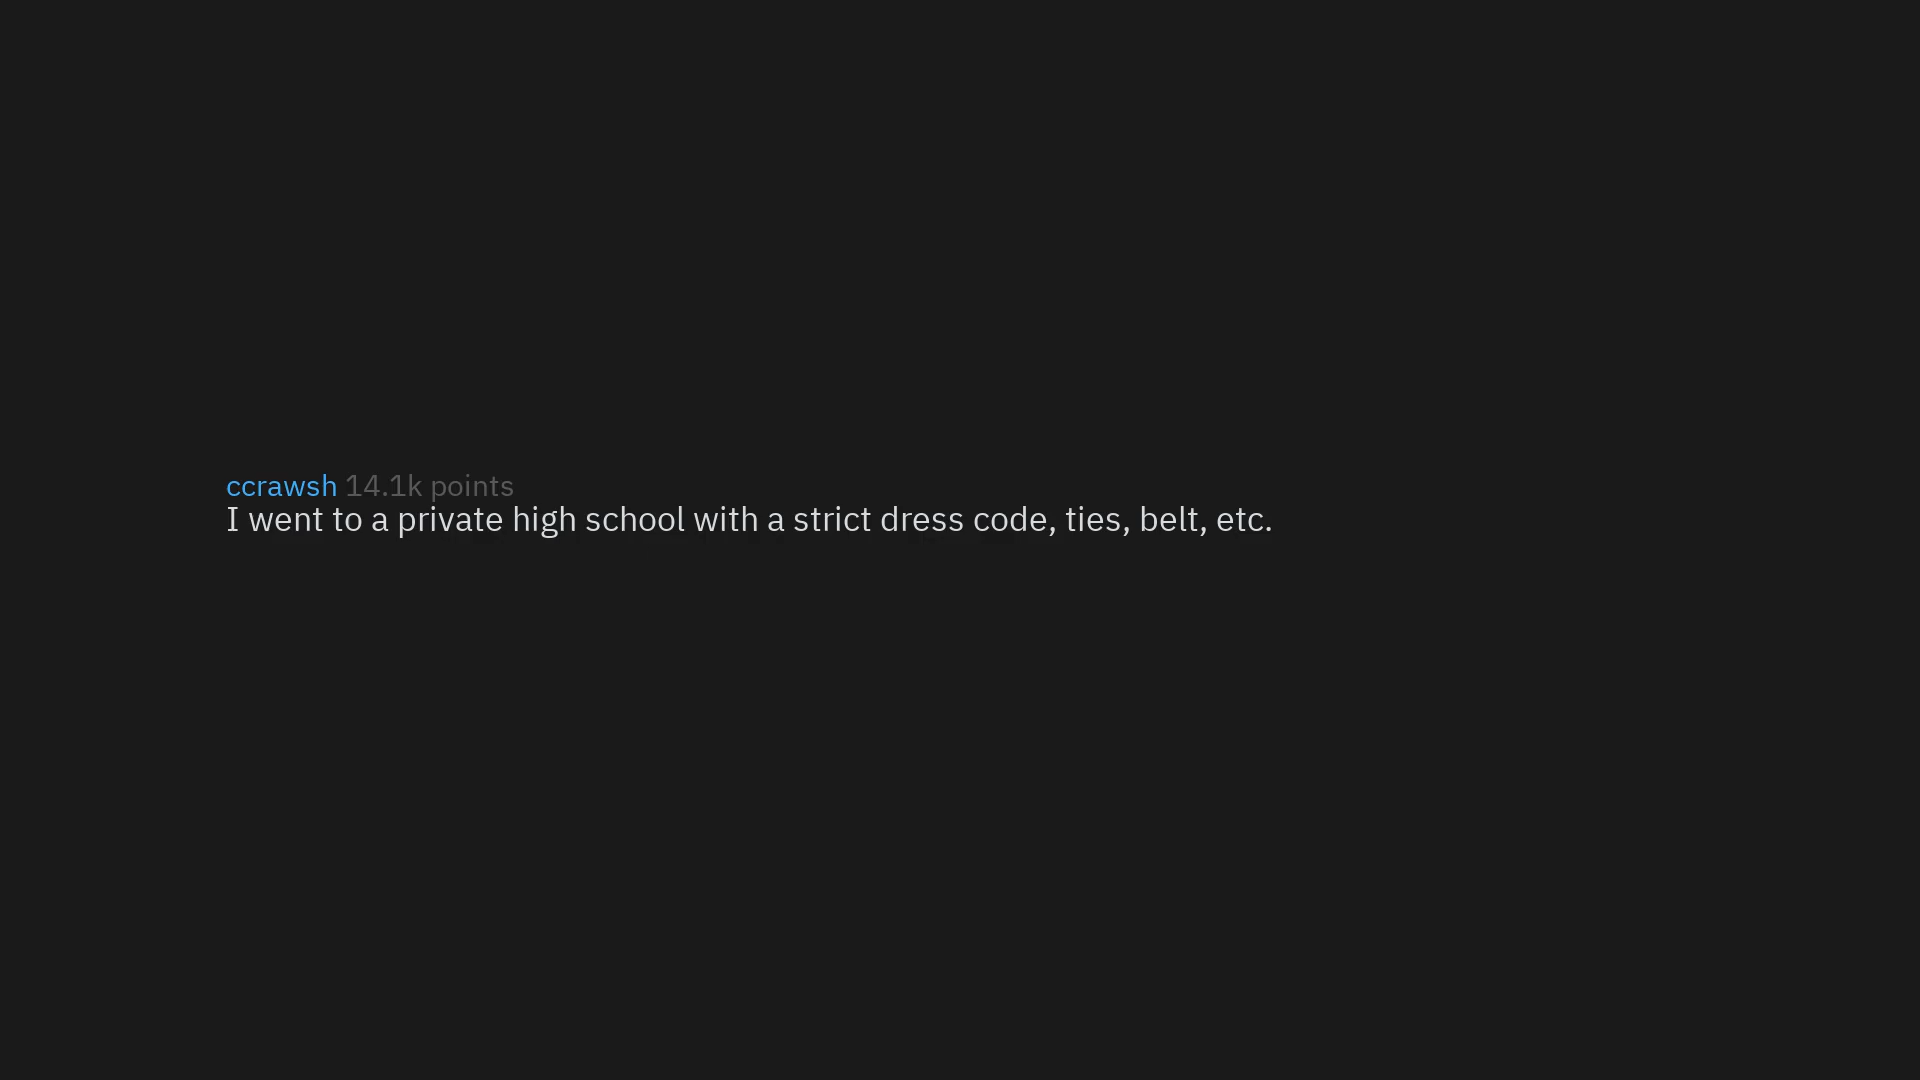 ccrawsh 14.1k points
I went to a private high school with a strict dress code, ties, belt, etc.